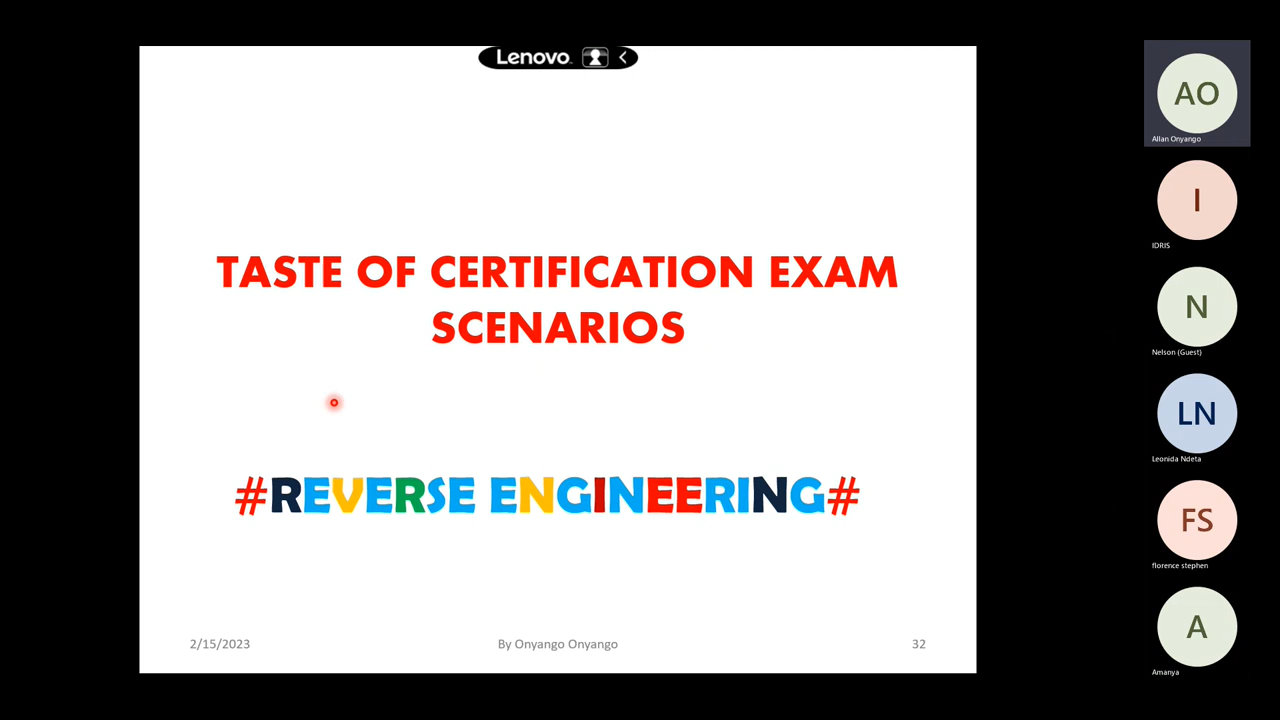 Lenovo
TASTE OF CERTIFICATION EXAM
SCENARIOS
#REVERSE ENGINEERING#
2/15/2023
By Onyango Onyango
32
AO
Allan Onyango
I
IDRIS
N
Nelson (Guest)
LN
Leonida Ndeta
FS
florence stephen
A
Amanya